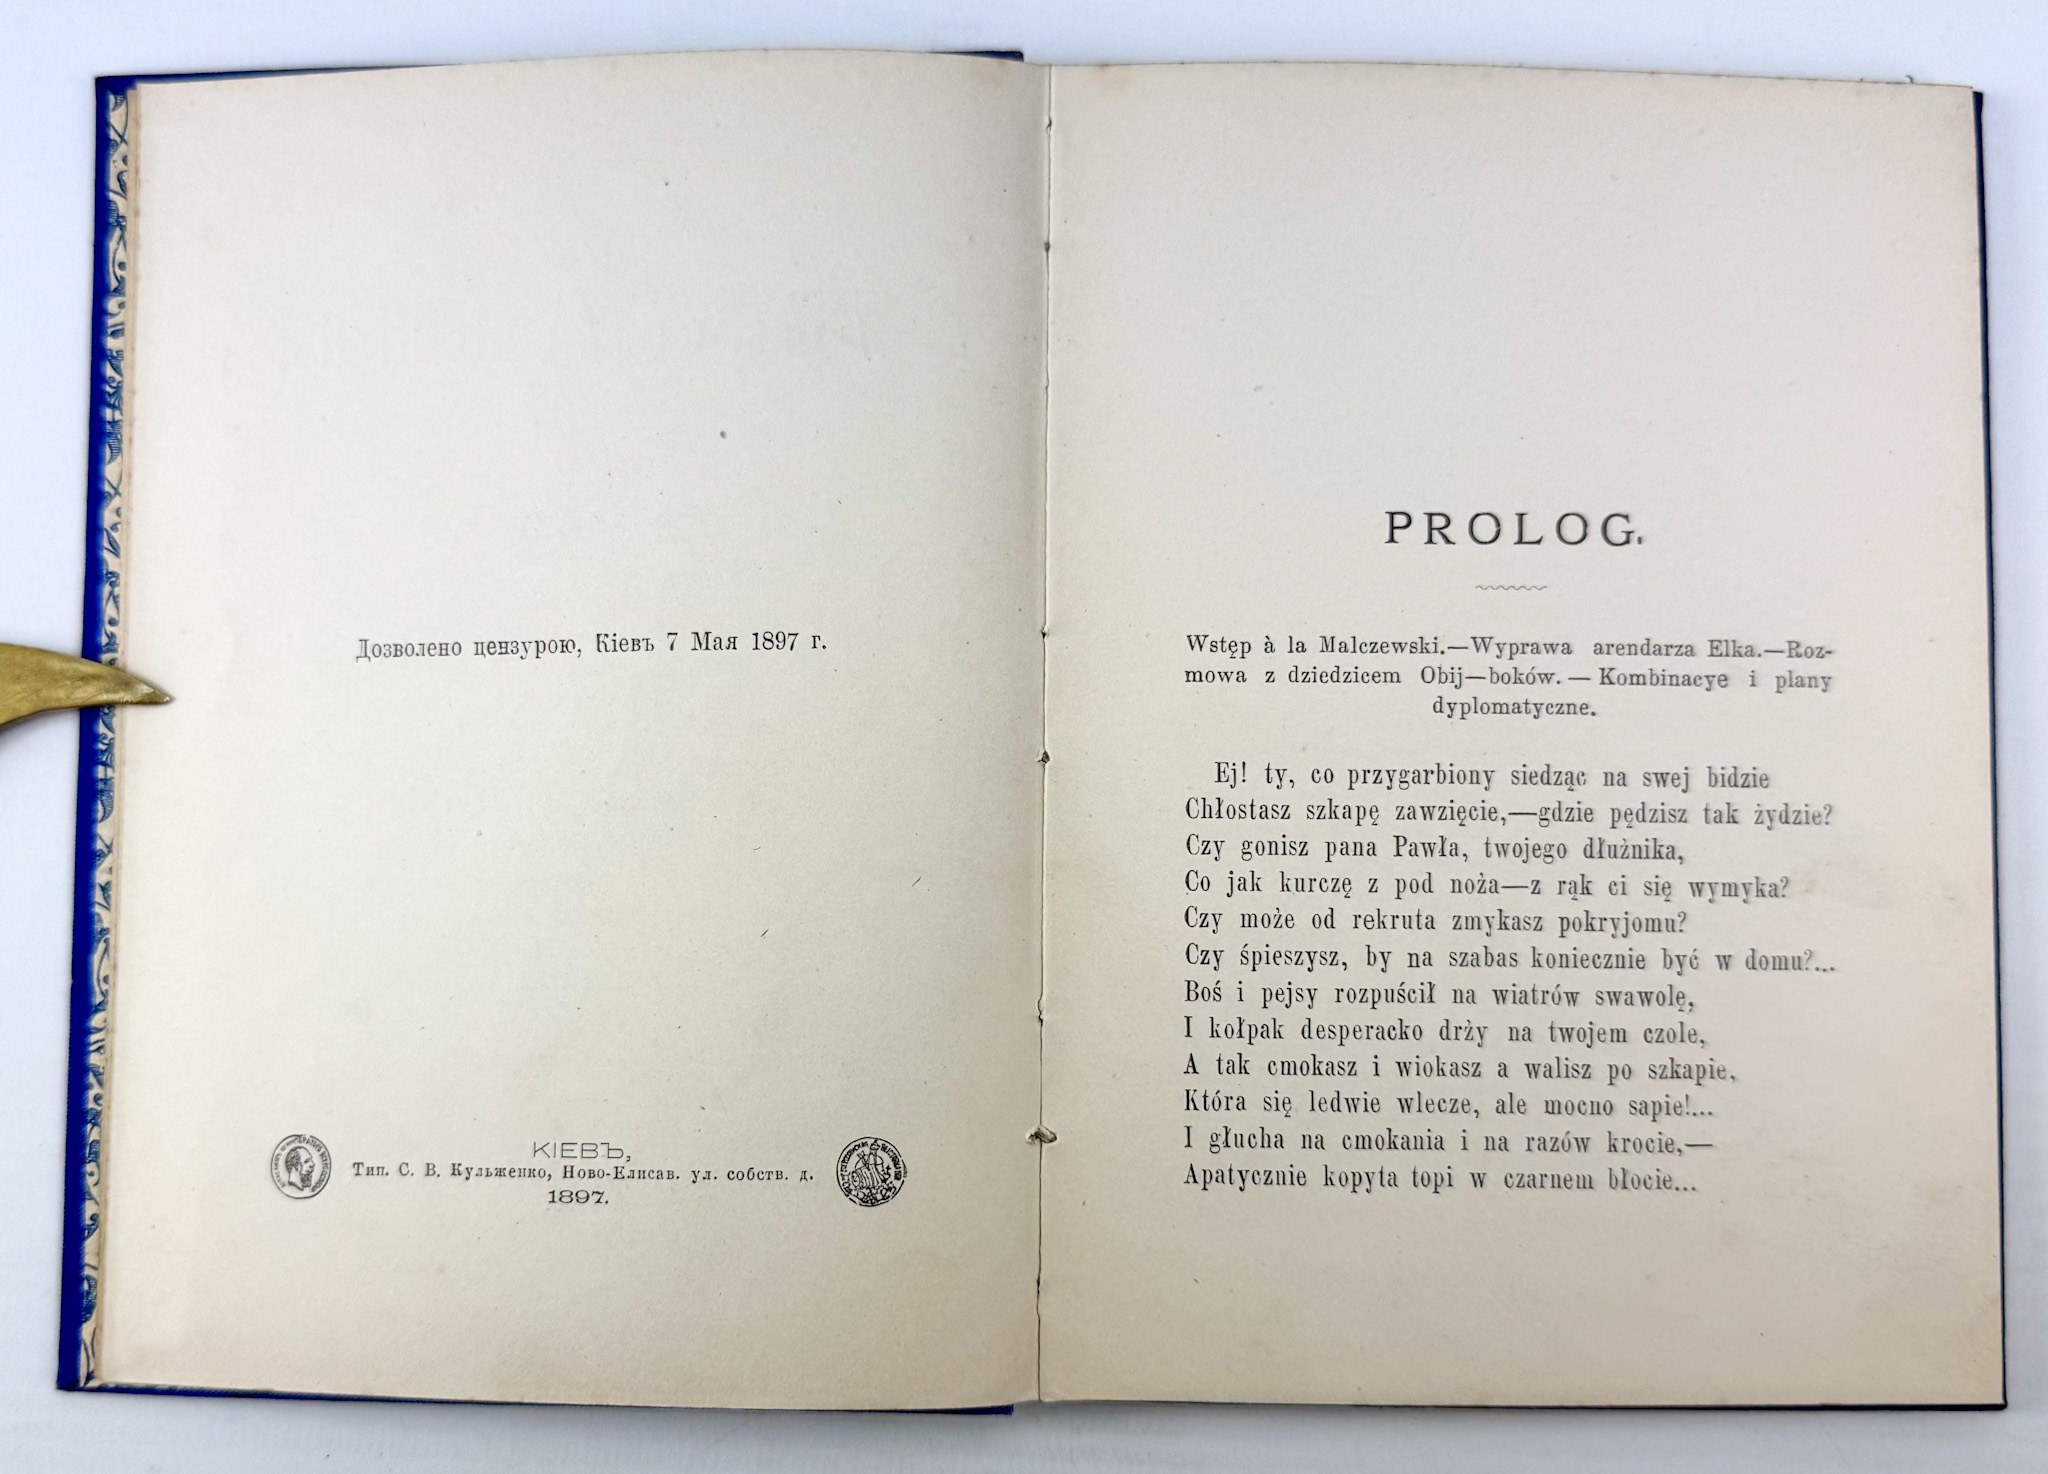 Дозволено цензурою, Кіевъ 7 Мая 1897 г.
КІЕВЪ,
Тип. С. В. Кульженко, Ново-Елисав. ул. собств. д.
1897.
PROLOG.
Wstęp à la Malczewski.—Wyprawa arendarza Elka.—Roz-
mowa z dziedzicem Obij—boków.—Kombinacye i plany
dyplomatyczne.
Ej! ty, co przygarbiony siedząc na swej bidzie
Chłostasz szkapę zawzięcie,—gdzie pędzisz tak żydzie?
Czy gonisz pana Pawła, twojego dłużnika,
Co jak kurczę z pod noża—z rąk ci się wymyka?
Czy może od rekruta zmykasz pokryjomu?
Czy śpieszysz, by na szabas koniecznie być w domu?...
Boś i pejsy rozpuścił na wiatrów swawolę,
I kołpak desperacko drży na twojem czole,
A tak cmokasz i wiokasz a walisz po szkapie,
Która się ledwie wlecze, ale mocno sapie!...
I głucha na cmokania i na razów krocie,—
Apatycznie kopyta topi w czarnem błocie...